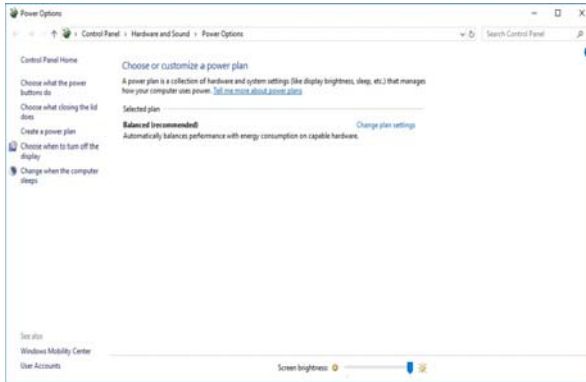 Power Options
Control Panel › Hardware and Sound › Power Options
Search Control Panel
Control Panel Home
Choose what the power
buttons do
Choose what closing the lid
does
Create a power plan
Choose when to turn off the
display
Change when the computer
sleeps
Choose or customize a power plan
A power plan is a collection of hardware and system settings (like display brightness, sleep, etc.) that manages
how your computer uses power. Tell me more about power plans
Selected plan
Balanced (recommended)
Change plan settings
Automatically balances performance with energy consumption on capable hardware.
See also
Windows Mobility Center
User Accounts
Screen brightness: